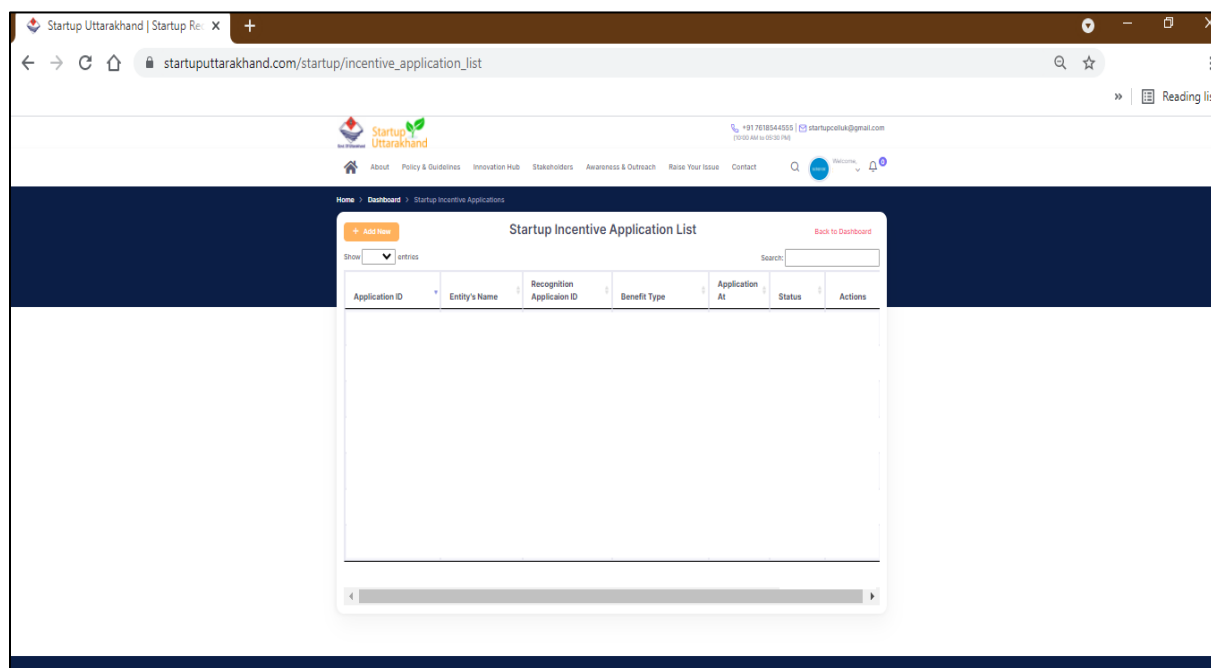 Startup Uttarakhand | Startup Re
startuputtarakhand.com/startup/incentive_application_list
» Reading lis
Startup
Uttarakhand
+91 7618544555 | startupcelluk@gmail.com
(10:00 AM to 05:30 PM)
About Policy & Guidelines Innovation Hub Stakeholders Awareness & Outreach Raise Your Issue Contact Welcome, 0
Home > Dashboard > Startup Incentive Applications
+ Add New Startup Incentive Application List Back to Dashboard
Show entries Search:
Application ID Entity's Name Recognition Applicaion ID Benefit Type Application At Status Actions